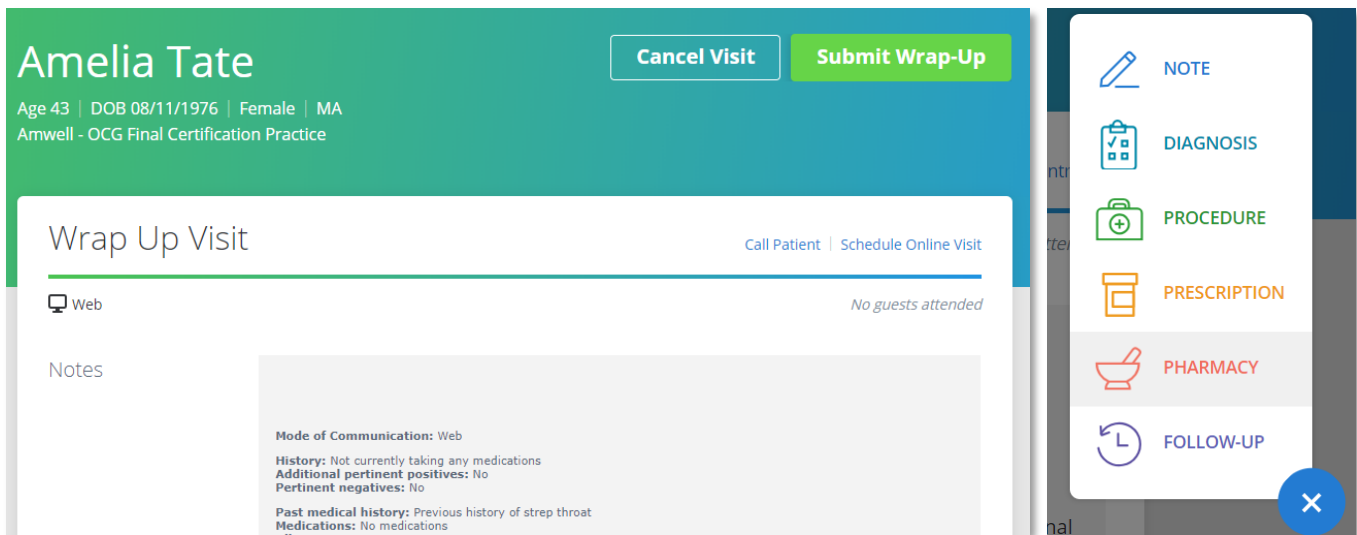 Amelia Tate
Cancel Visit
Submit Wrap-Up
Age 43 | DOB 08/11/1976 | Female | MA
Amwell - OCG Final Certification Practice
Wrap Up Visit
Call Patient | Schedule Online Visit
Web
No guests attended
Notes
Mode of Communication: Web
History: Not currently taking any medications
Additional pertinent positives: No
Pertinent negatives: No
Past medical history: Previous history of strep throat
Medications: No medications
NOTE
DIAGNOSIS
PROCEDURE
PRESCRIPTION
PHARMACY
FOLLOW-UP